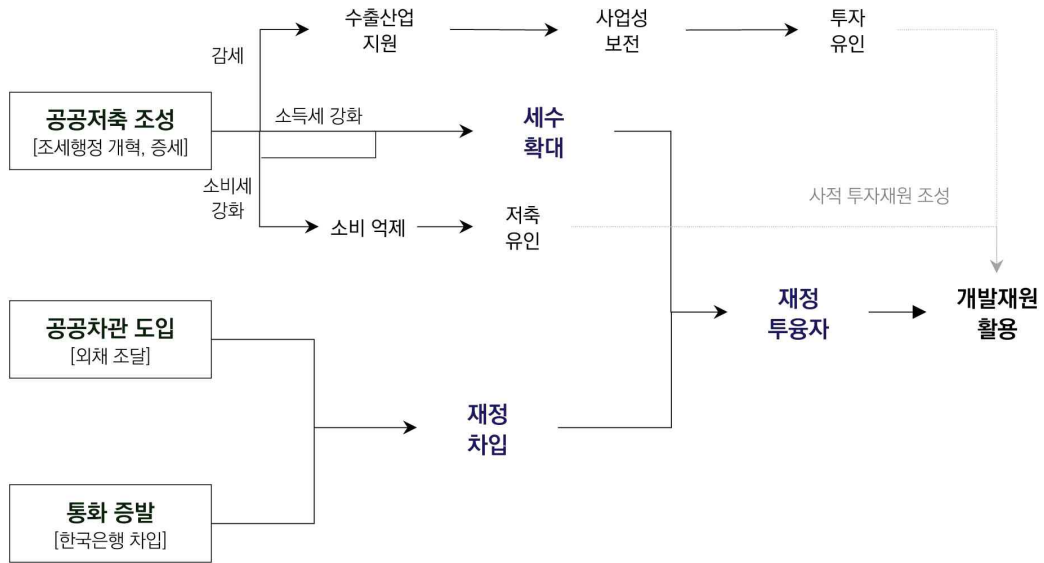 수출산업
지원
사업성
보전
투자
유인
감세
공공저축 조성
[조세행정 개혁, 증세]
소득세 강화
세수
확대
소비세
강화
소비 억제
저축
유인
사적 투자재원 조성
공공차관 도입
[외채 조달]
재정
투융자
개발재원
활용
재정
차입
통화 증발
[한국은행 차입]